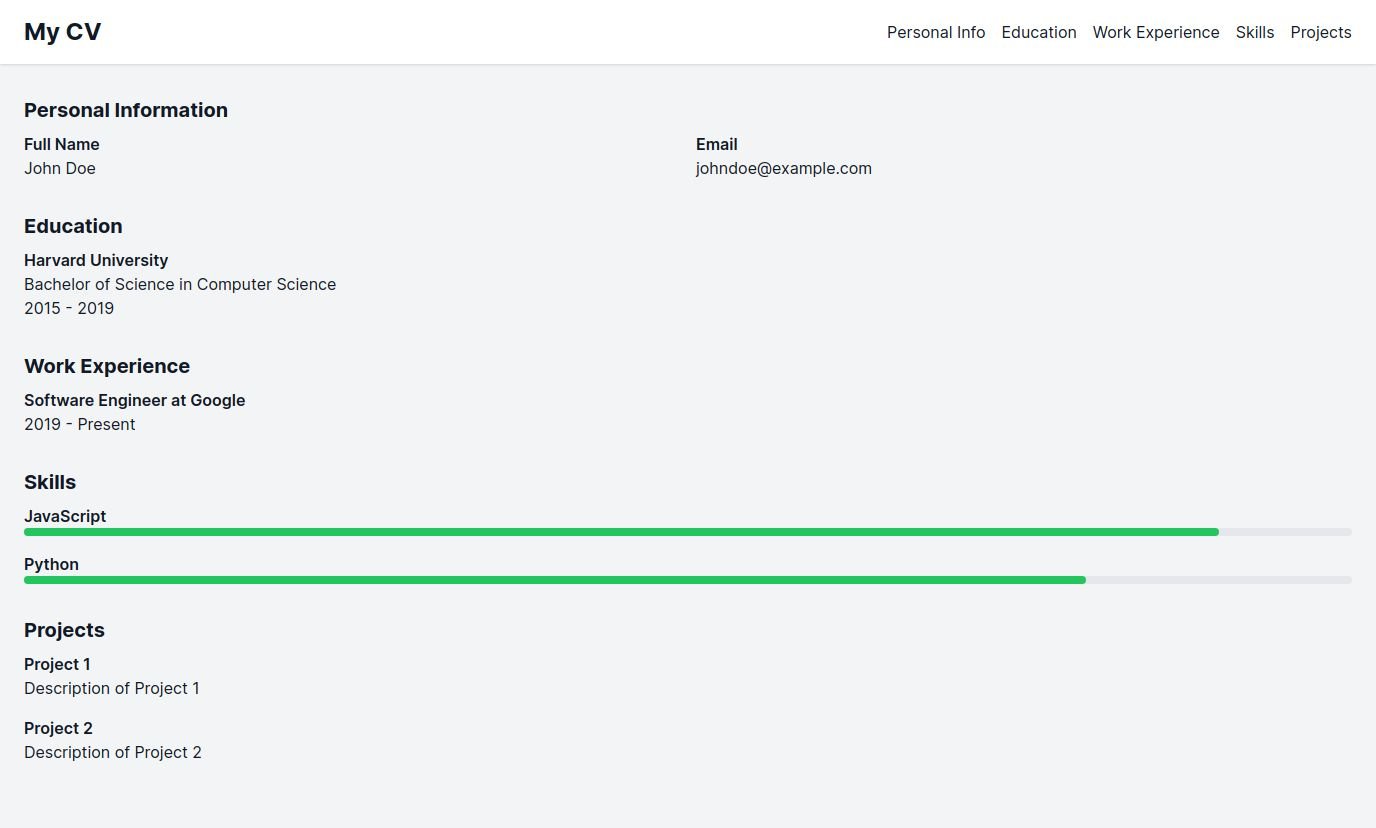 My CV
Personal Info Education Work Experience Skills Projects
Personal Information
Full Name
John Doe
Email
johndoe@example.com
Education
Harvard University
Bachelor of Science in Computer Science
2015 - 2019
Work Experience
Software Engineer at Google
2019 - Present
Skills
JavaScript
Python
Projects
Project 1
Description of Project 1
Project 2
Description of Project 2